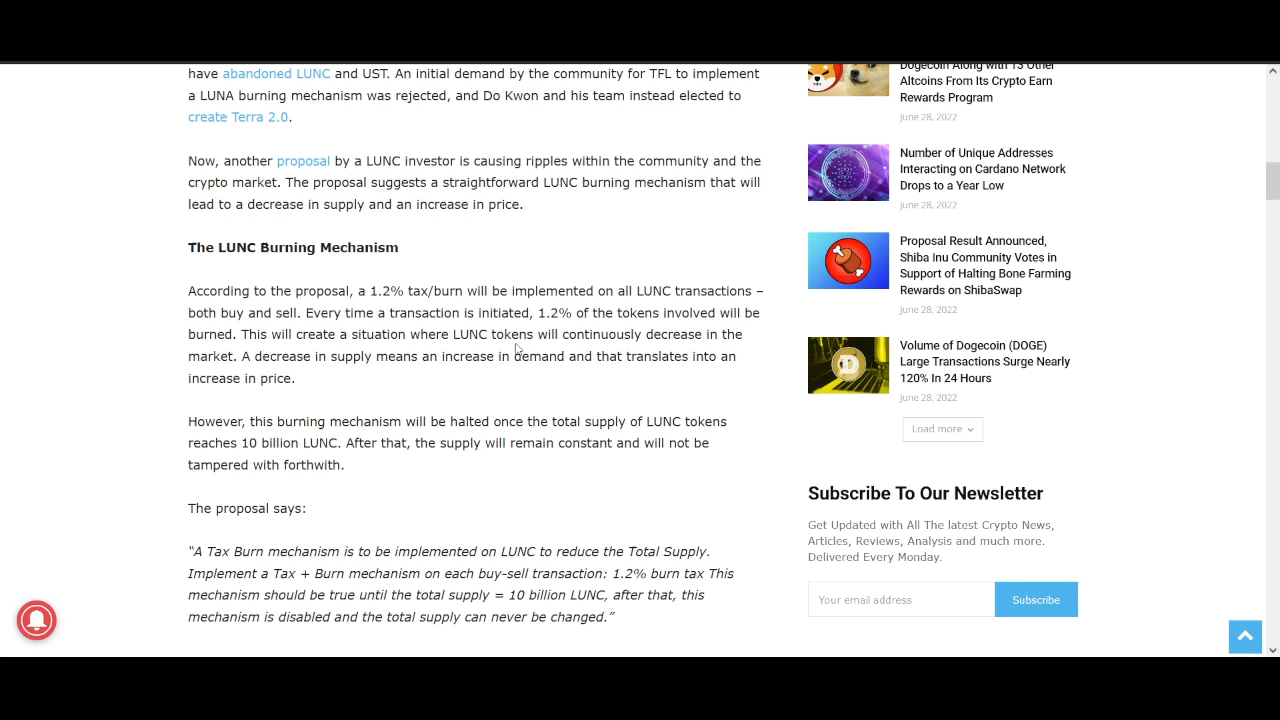 have abandoned LUNC and UST. An initial demand by the community for TFL to implement
a LUNA burning mechanism was rejected, and Do Kwon and his team instead elected to
create Terra 2.0.
Now, another proposal by a LUNC investor is causing ripples within the community and the
crypto market. The proposal suggests a straightforward LUNC burning mechanism that will
lead to a decrease in supply and an increase in price.
The LUNC Burning Mechanism
According to the proposal, a 1.2% tax/burn will be implemented on all LUNC transactions –
both buy and sell. Every time a transaction is initiated, 1.2% of the tokens involved will be
burned. This will create a situation where LUNC tokens will continuously decrease in the
market. A decrease in supply means an increase in demand and that translates into an
increase in price.
However, this burning mechanism will be halted once the total supply of LUNC tokens
reaches 10 billion LUNC. After that, the supply will remain constant and will not be
tampered with forthwith.
The proposal says:
“A Tax Burn mechanism is to be implemented on LUNC to reduce the Total Supply.
Implement a Tax + Burn mechanism on each buy-sell transaction: 1.2% burn tax This
mechanism should be true until the total supply = 10 billion LUNC, after that, this
mechanism is disabled and the total supply can never be changed.”
Dogecoin Along with 13 Other
Altcoins From Its Crypto Earn
Rewards Program
June 28, 2022
Number of Unique Addresses
Interacting on Cardano Network
Drops to a Year Low
June 28, 2022
Proposal Result Announced,
Shiba Inu Community Votes in
Support of Halting Bone Farming
Rewards on ShibaSwap
June 28, 2022
Volume of Dogecoin (DOGE)
Large Transactions Surge Nearly
120% In 24 Hours
June 28, 2022
Load more
Subscribe To Our Newsletter
Get Updated with All The latest Crypto News,
Articles, Reviews, Analysis and much more.
Delivered Every Monday.
Your email address
Subscribe